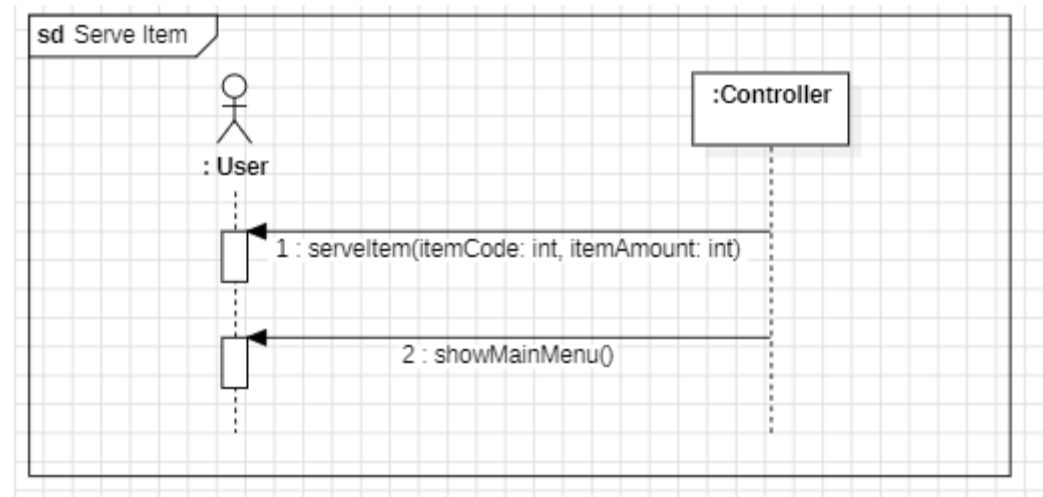 sd Serve Item
: User
:Controller
1 : serveItem(itemCode: int, itemAmount: int)
2 : showMainMenu()